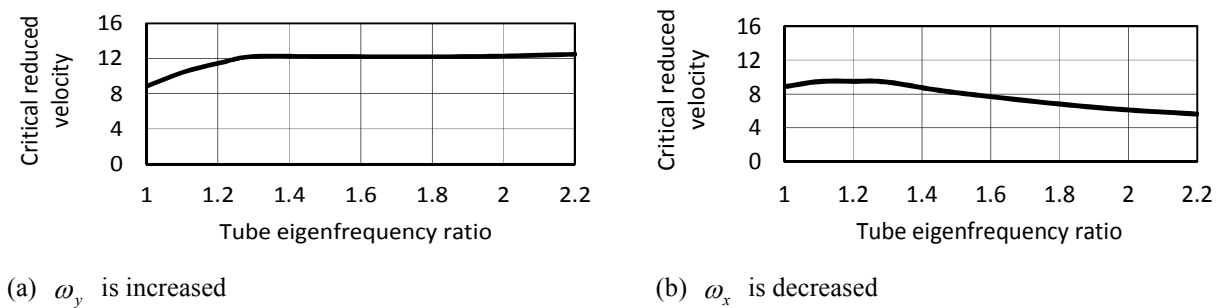 Critical reduced
velocity
16
12
8
4
0
1 1.2 1.4 1.6 1.8 2 2.2
Tube eigenfrequency ratio
(a) ω_y is increased
Critical reduced
velocity
16
12
8
4
0
1 1.2 1.4 1.6 1.8 2 2.2
Tube eigenfrequency ratio
(b) ω_x is decreased